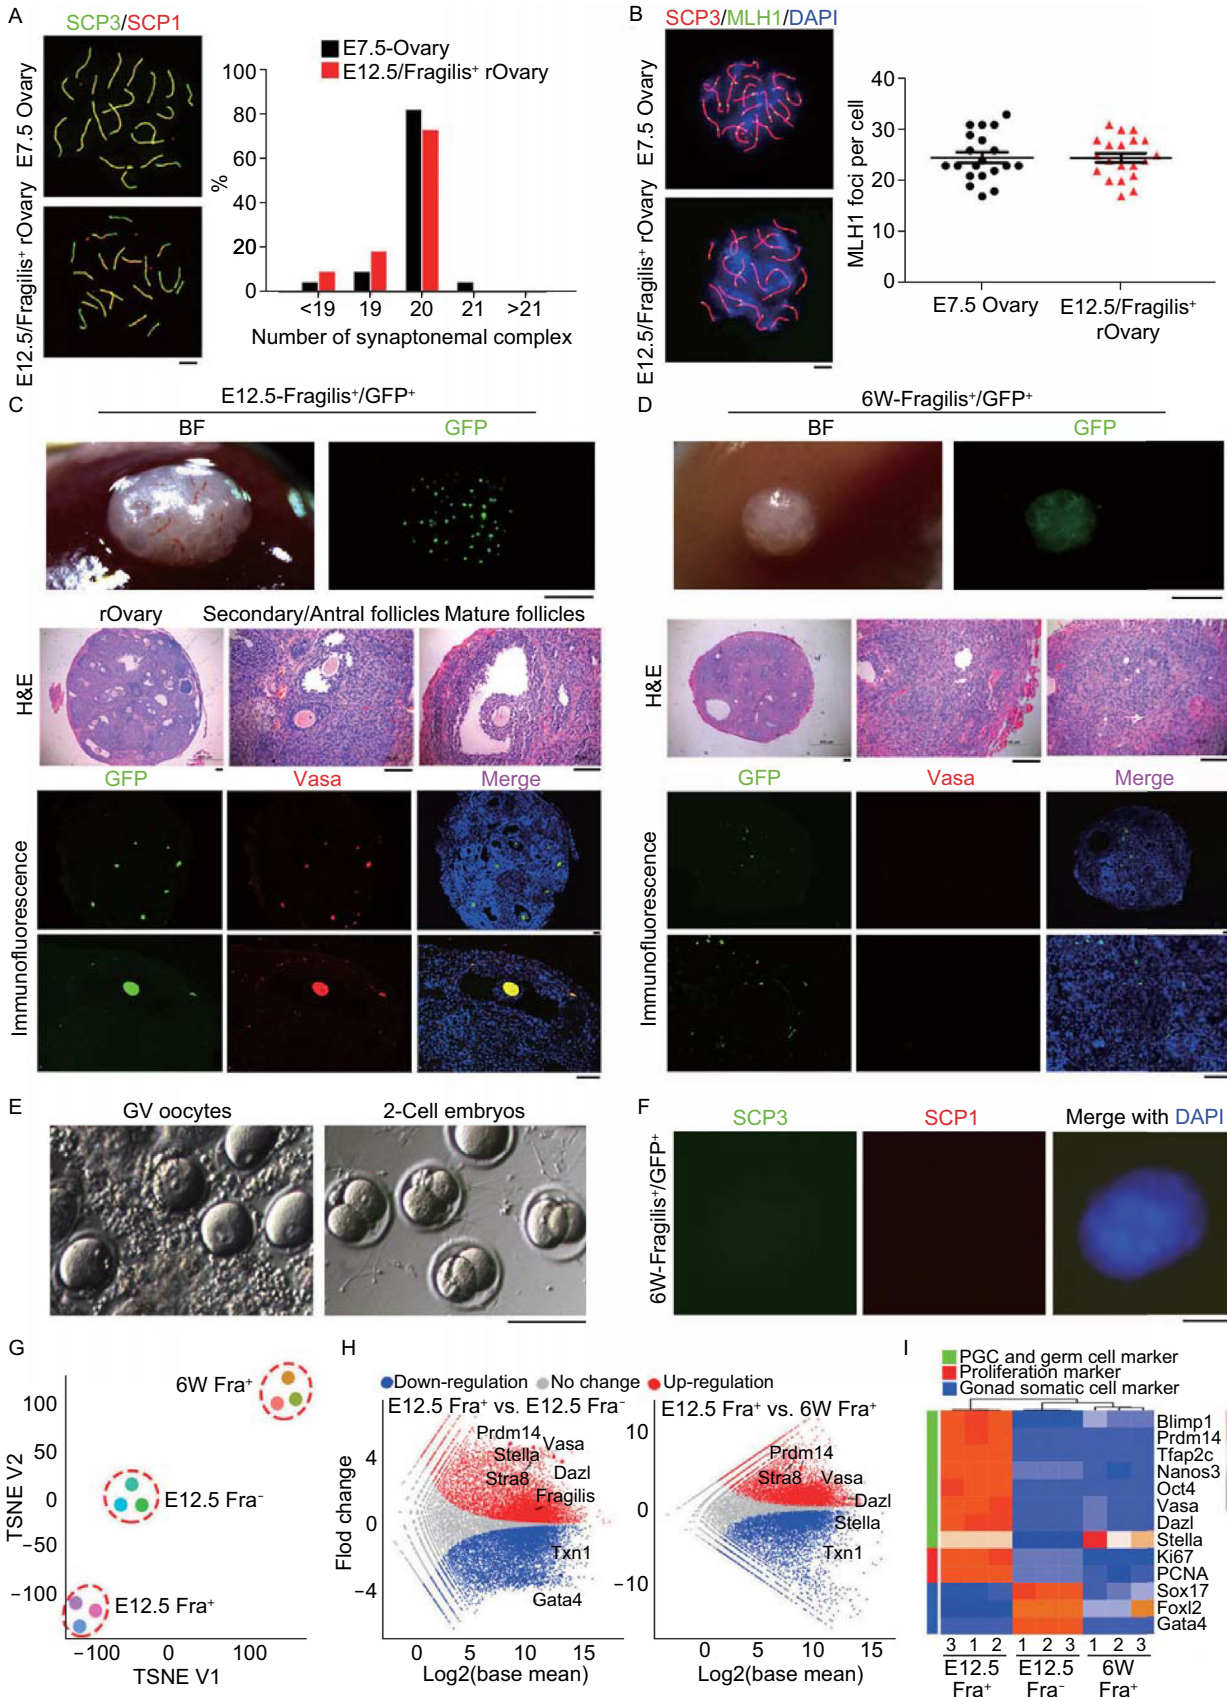 A
SCP3/SCP1
E7.5 Ovary
E12.5/Fragilis⁺ rOvary
E7.5-Ovary
E12.5/Fragilis⁺ rOvary
%
100
80
60
40
20
0
<19 19 20 21 >21
Number of synaptonemal complex
B
SCP3/MLH1/DAPI
E7.5 Ovary
E12.5/Fragilis⁺ rOvary
MLH1 foci per cell
40
30
20
10
0
E7.5 Ovary
E12.5/Fragilis⁺
rOvary
C
E12.5-Fragilis⁺/GFP⁺
BF GFP
rOvary Secondary/Antral follicles Mature follicles
H&E
GFP Vasa Merge
Immunofluorescence
D
6W-Fragilis⁺/GFP⁺
BF GFP
H&E
GFP Vasa Merge
Immunofluorescence
E
GV oocytes 2-Cell embryos
F
SCP3 SCP1 Merge with DAPI
6W-Fragilis⁺/GFP⁺
G
TSNE V2
100
50
0
−50
−100
6W Fra⁺
E12.5 Fra⁻
E12.5 Fra⁺
−100 0 100
TSNE V1
H
Down-regulation No change Up-regulation
E12.5 Fra⁺ vs. E12.5 Fra⁻
Flod change
4
0
−4
Prdm14
Stella Vasa
Stra8 Dazl
Fragilis
Txn1
Gata4
0 5 10 15
Log2(base mean)
E12.5 Fra⁺ vs. 6W Fra⁺
10
0
−10
Prdm14
Stra8 Vasa
Dazl
Stella
Txn1
0 5 10 15
Log2(base mean)
I
PGC and germ cell marker
Proliferation marker
Gonad somatic cell marker
Blimp1
Prdm14
Tfap2c
Nanos3
Oct4
Vasa
Dazl
Stella
Ki67
PCNA
Sox17
Foxl2
Gata4
3 1 2 1 2 3 1 2 3
E12.5 E12.5 6W
Fra⁺ Fra⁻ Fra⁺